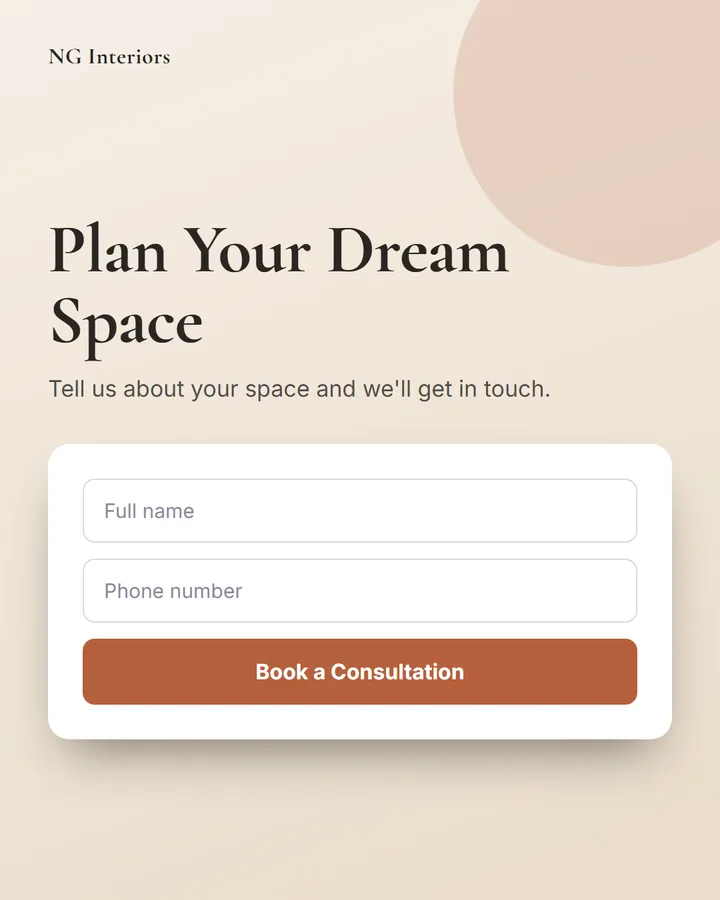 NG Interiors
Plan Your Dream
Space
Tell us about your space and we'll get in touch.
Full name
Phone number
Book a Consultation